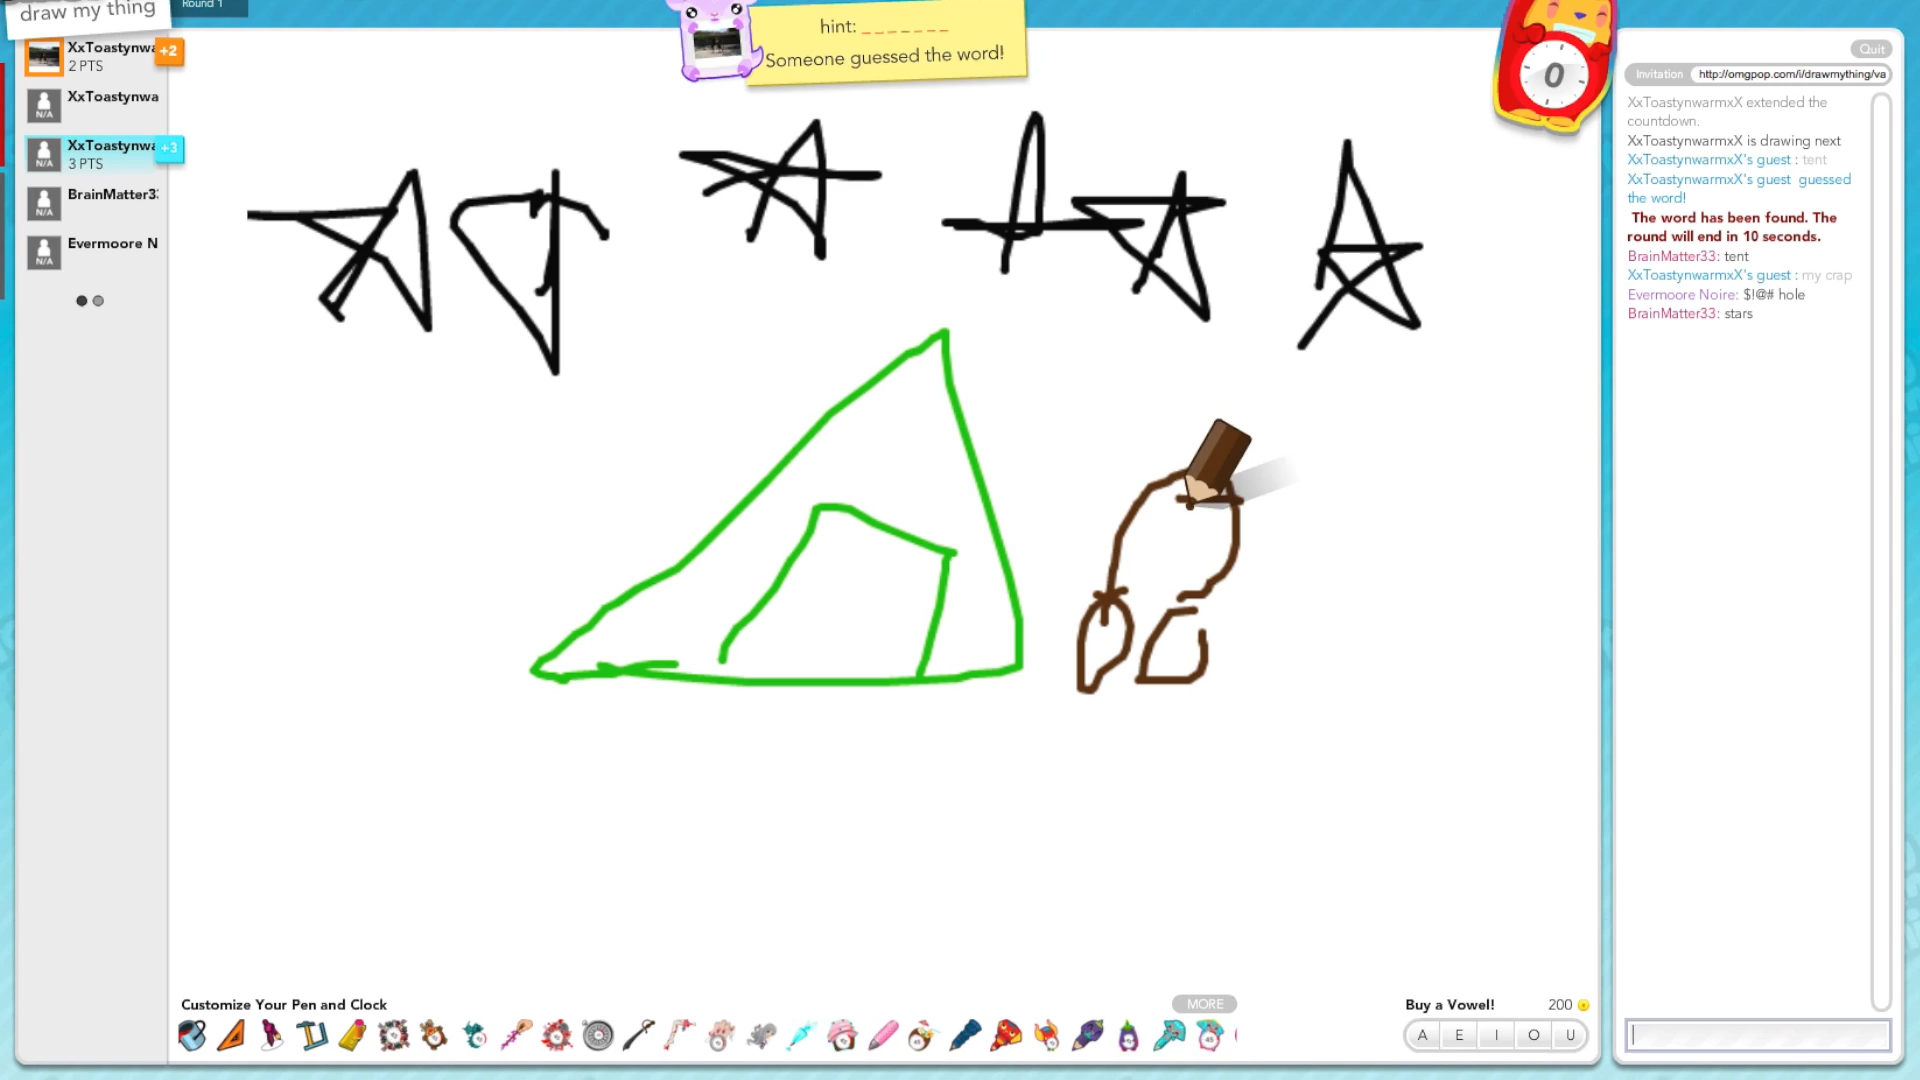 draw my thing
Round 1
XxToastynwa
+2
2 PTS
XxToastynwa
XxToastynwa
+3
3 PTS
BrainMatter3
Evermoore N
N/A
N/A
N/A
N/A
hint: _ _ _ _ _ _ _
Someone guessed the word!
0
Quit
Invitation
http://omgpop.com/i/drawmything/va
XxToastynwarmxX extended the
countdown.
XxToastynwarmxX is drawing next
XxToastynwarmxX's guest : tent
XxToastynwarmxX's guest guessed
the word!
The word has been found. The
round will end in 10 seconds.
BrainMatter33: tent
XxToastynwarmxX's guest : my crap
Evermoore Noire: $!@# hole
BrainMatter33: stars
Customize Your Pen and Clock
MORE
Buy a Vowel!
200
A E I O U